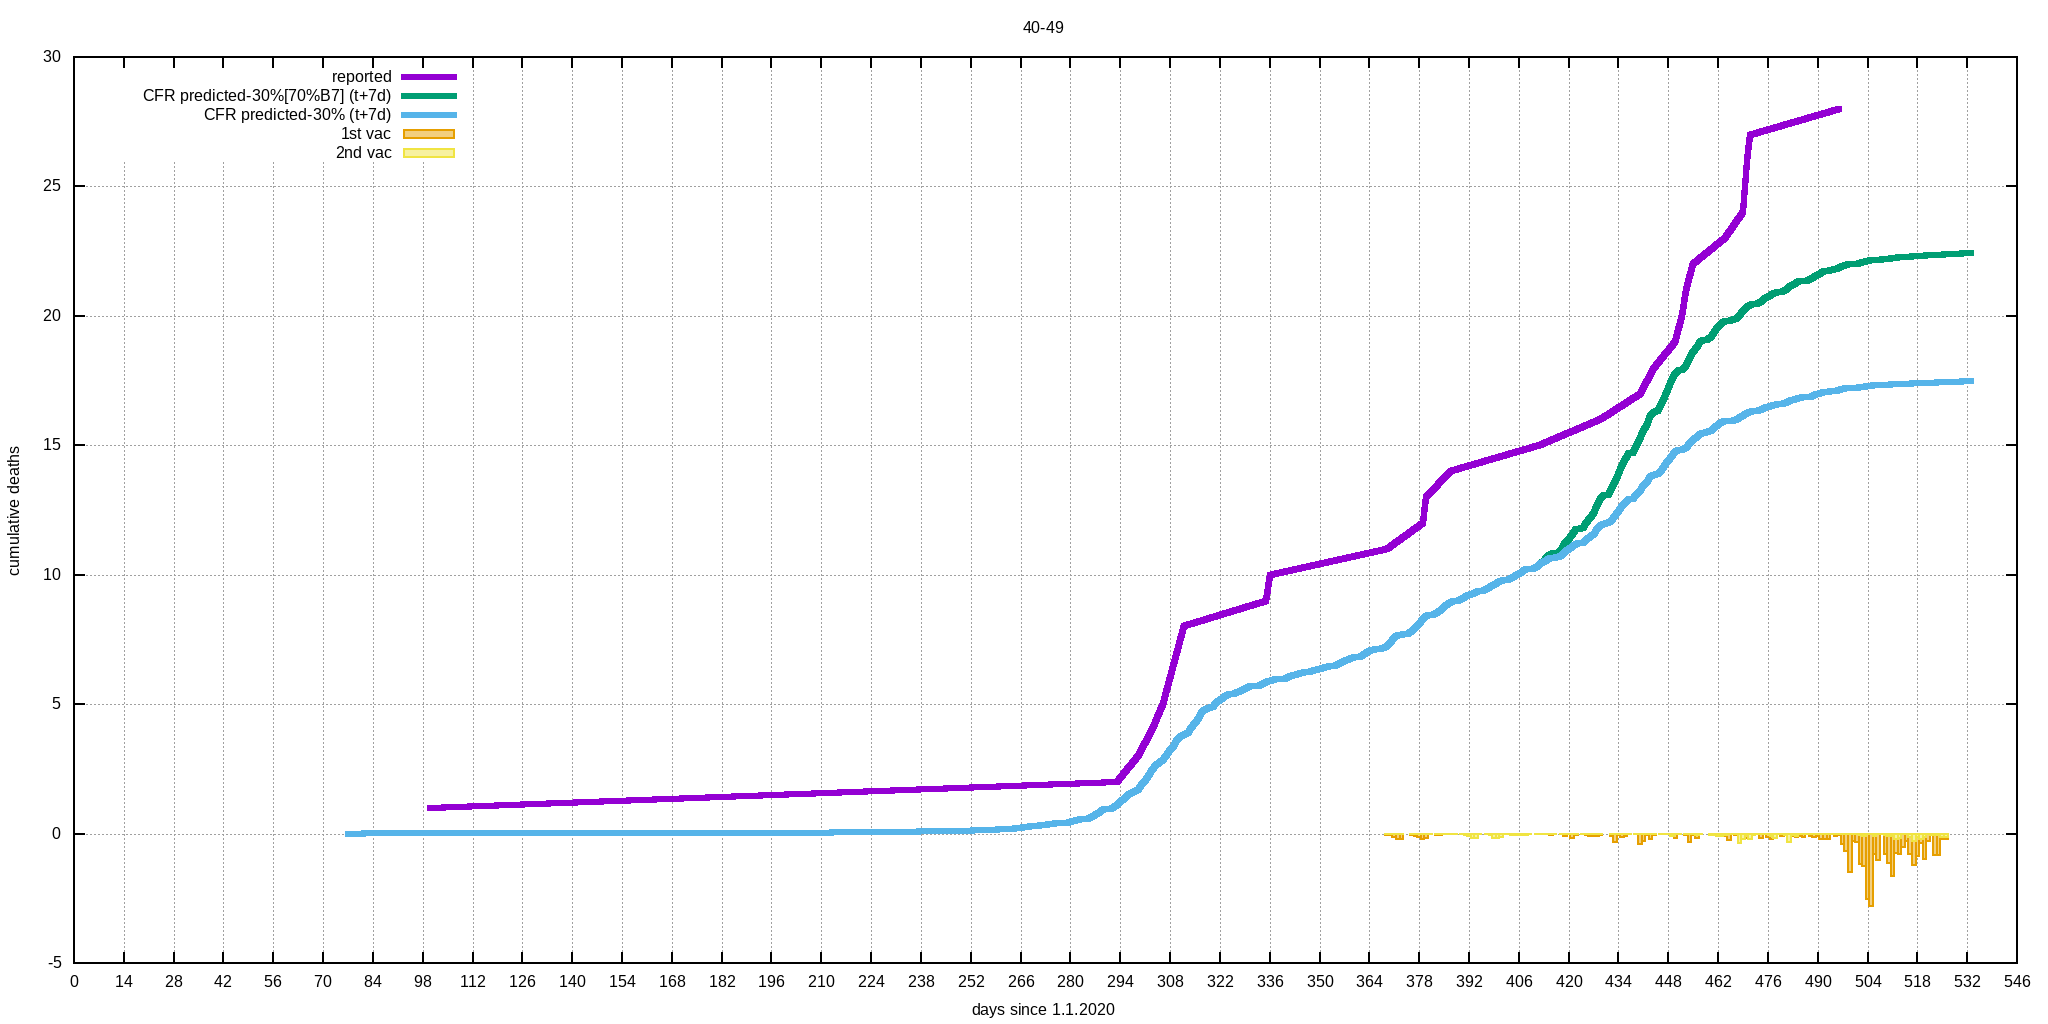 40-49
30
25
20
15
10
5
0
-5
cumulative deaths
reported
CFR predicted-30%[70%B7] (t+7d)
CFR predicted-30% (t+7d)
1st vac
2nd vac
0 14 28 42 56 70 84 98 112 126 140 154 168 182 196 210 224 238 252 266 280 294 308 322 336 350 364 378 392 406 420 434 448 462 476 490 504 518 532 546
days since 1.1.2020